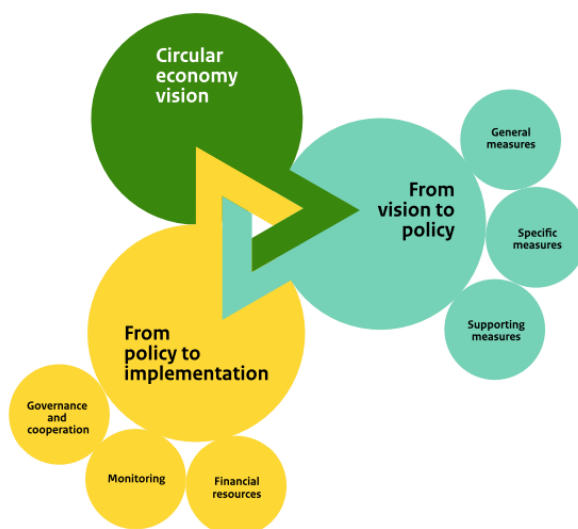 Circular
economy
vision
From
vision to
policy
General
measures
Specific
measures
Supporting
measures
From
policy to
implementation
Governance
and
cooperation
Monitoring
Financial
resources